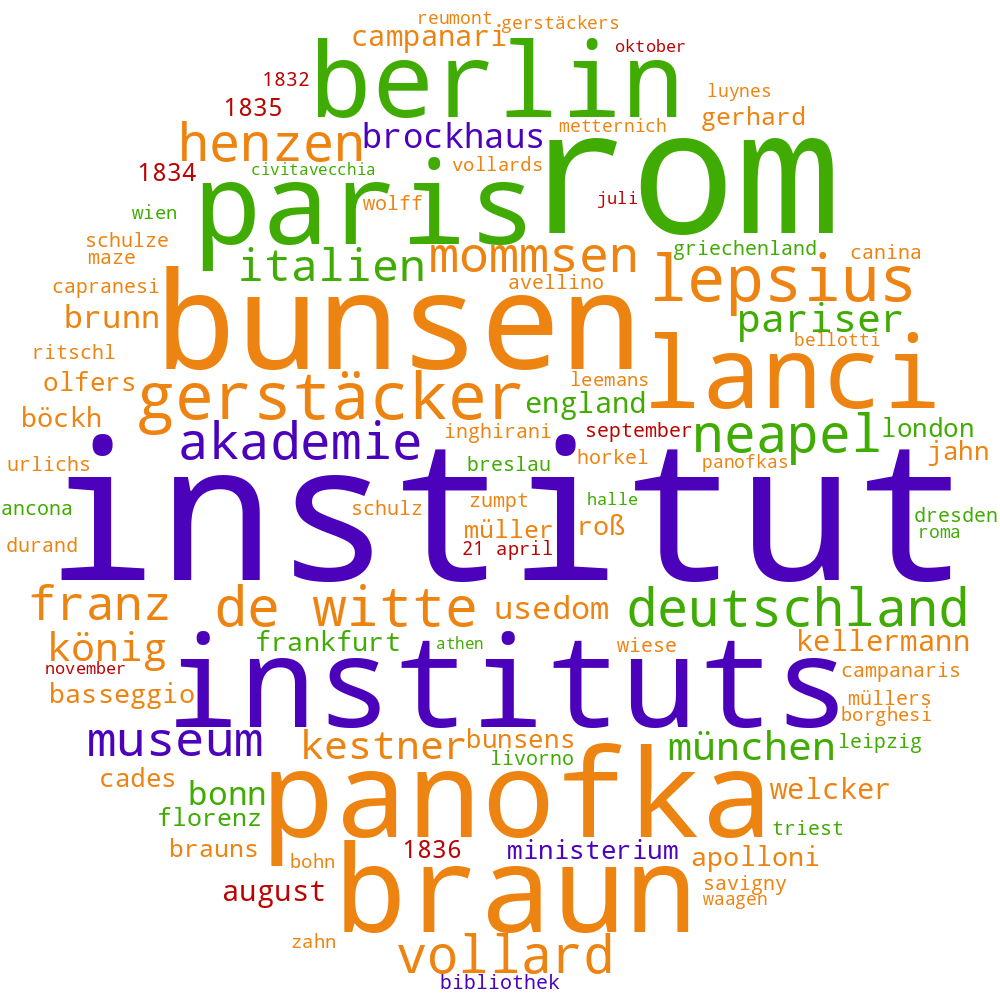 reumont
gerstäckers
campanari
oktober
berlin
1832
luynes
1835
gerhard
henzen
brockhaus
metternich
rom
vollards
1834
civitavecchia
paris
juli
wolff
wien
schulze
mommsen
griechenland
canina
maze
italien
lepsius
avellino
capranesi
bunsen
brunn
pariser
bellotti
ritschl
lanci
olfers
gerstäcker
leemans
england
böckh
akademie
inghirani
september
neapel
london
jahn
urlichs
breslau
horkel
panofkas
institut
ancona
schulz
zumpt
halle
dresden
durand
müller
roß
roma
21 april
franz
de witte
usedom
deutschland
könig
frankfurt
athen
wiese
kellermann
november
instituts
campanaris
basseggio
müllers
borghesi
museum
kestner
bunsens
münchen
leipzig
livorno
cades
panofka
bonn
welcker
florenz
triest
brauns
1836
ministerium
apolloni
bohn
august
braun
savigny
waagen
zahn
vollard
bibliothek